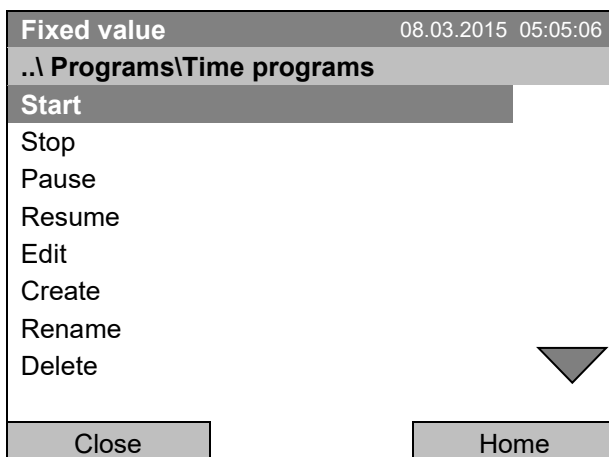 Fixed value 08.03.2015 05:05:06
..\ Programs\Time programs
Start
Stop
Pause
Resume
Edit
Create
Rename
Delete
Close Home